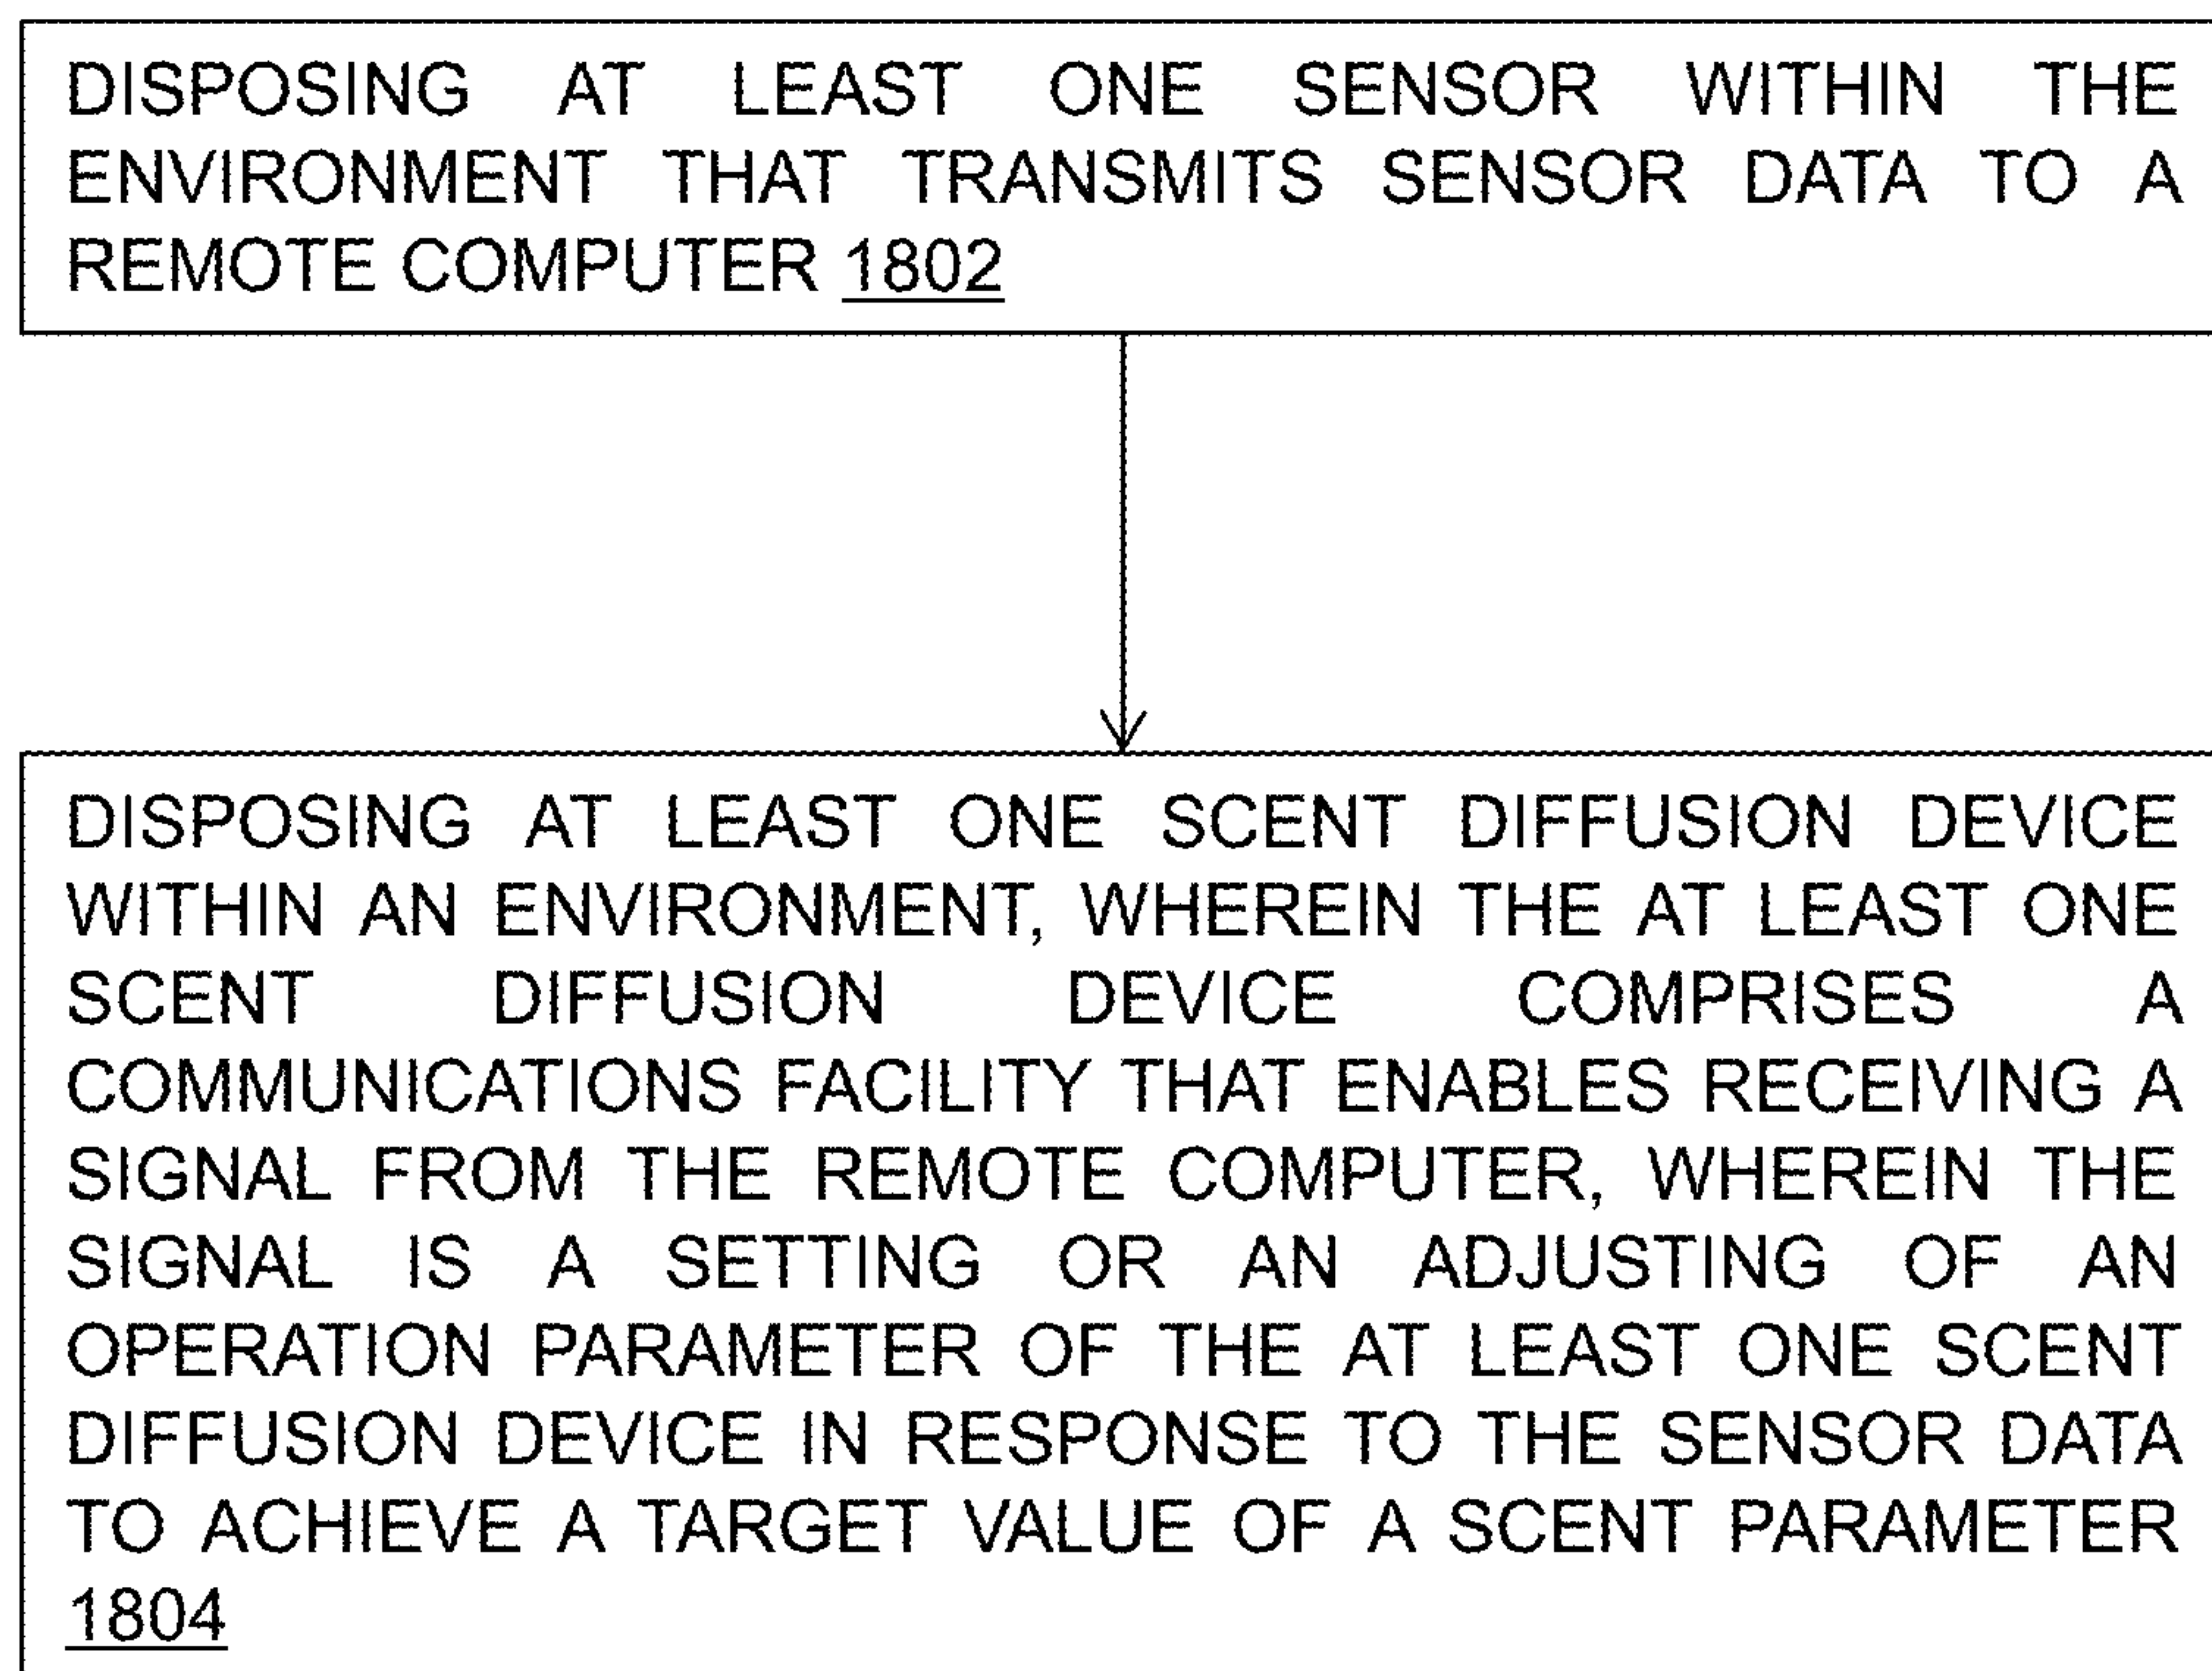 DISPOSING AT LEAST ONE SENSOR WITHIN THE
ENVIRONMENT THAT TRANSMITS SENSOR DATA TO A
REMOTE COMPUTER 1802
DISPOSING AT LEAST ONE SCENT DIFFUSION DEVICE
WITHIN AN ENVIRONMENT, WHEREIN THE AT LEAST ONE
SCENT DIFFUSION DEVICE COMPRISES A
COMMUNICATIONS FACILITY THAT ENABLES RECEIVING A
SIGNAL FROM THE REMOTE COMPUTER, WHEREIN THE
SIGNAL IS A SETTING OR AN ADJUSTING OF AN
OPERATION PARAMETER OF THE AT LEAST ONE SCENT
DIFFUSION DEVICE IN RESPONSE TO THE SENSOR DATA
TO ACHIEVE A TARGET VALUE OF A SCENT PARAMETER
1804